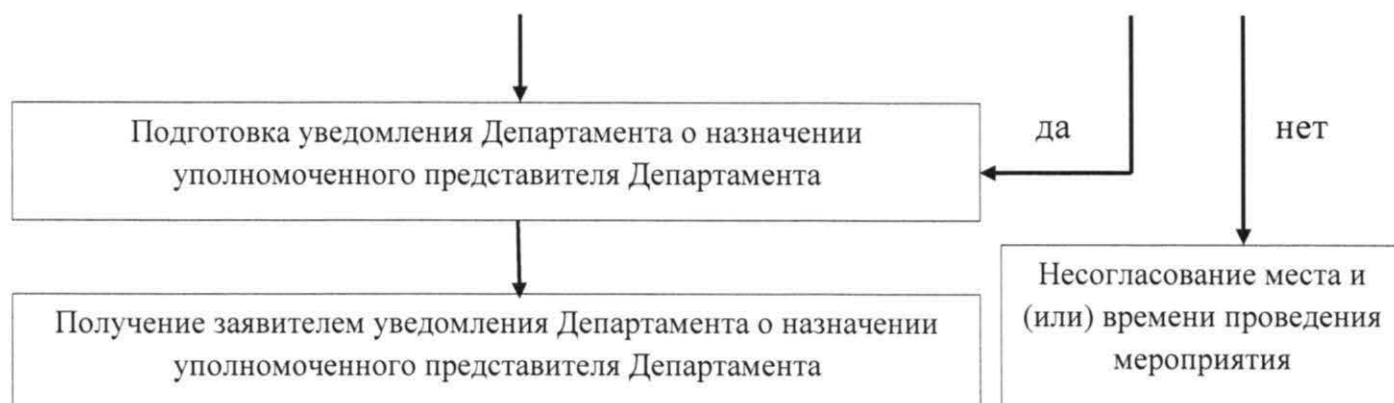 Подготовка уведомления Департамента о назначении
уполномоченного представителя Департамента
да
нет
Получение заявителем уведомления Департамента о назначении
уполномоченного представителя Департамента
Несогласование места и
(или) времени проведения
мероприятия